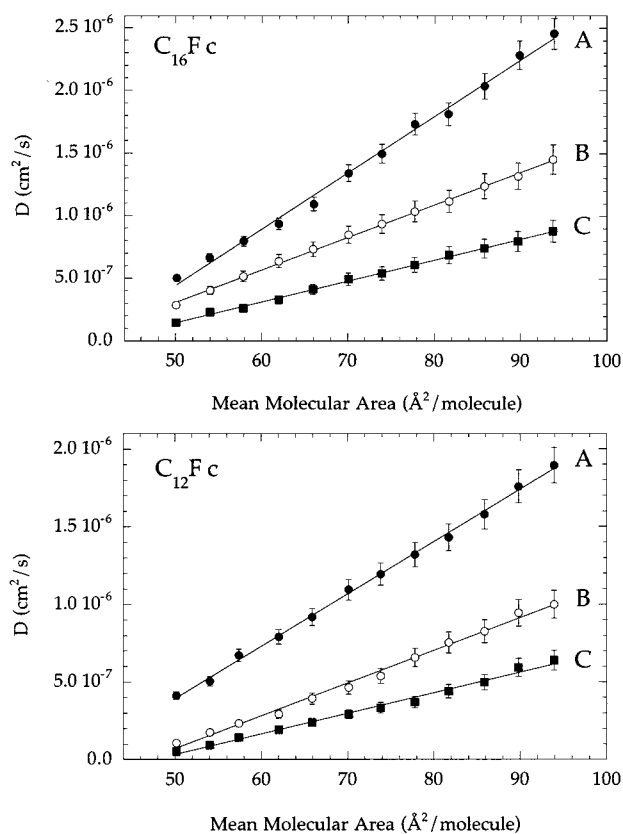 C₁₆Fc
A
B
C
D (cm²/s)
2.5 10⁻⁶
2.0 10⁻⁶
1.5 10⁻⁶
1.0 10⁻⁶
5.0 10⁻⁷
0.0
50 60 70 80 90 100
Mean Molecular Area (Å²/molecule)
C₁₂Fc
A
B
C
D (cm²/s)
2.0 10⁻⁶
1.5 10⁻⁶
1.0 10⁻⁶
5.0 10⁻⁷
0.0
50 60 70 80 90 100
Mean Molecular Area (Å²/molecule)